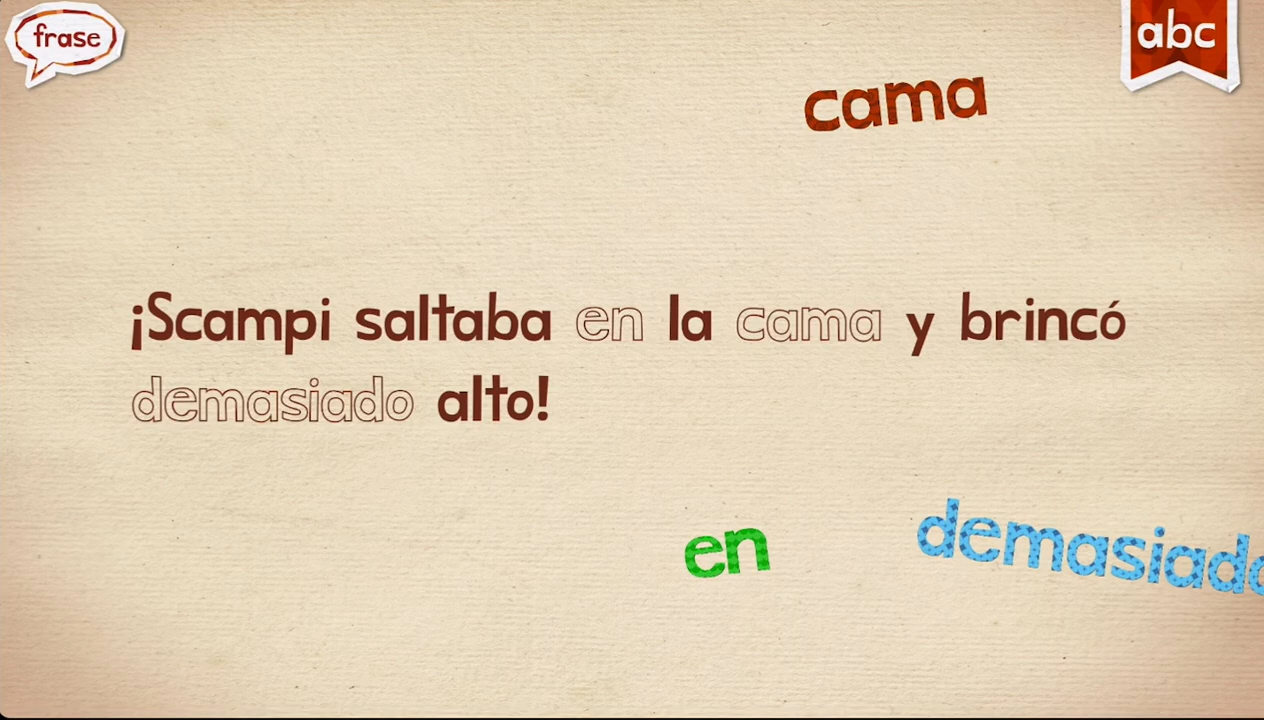 frase
abc
cama
¡Scampi saltaba en la cama y brincó
demasiado alto!
en
demasiado